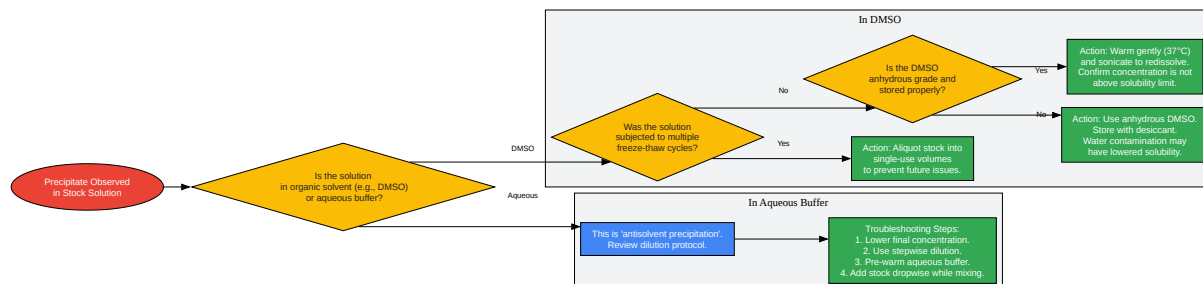 Precipitate Observed
in Stock Solution
Is the solution
in organic solvent (e.g., DMSO)
or aqueous buffer?
DMSO
Aqueous
In DMSO
Was the solution
subjected to multiple
freeze-thaw cycles?
No
Yes
Is the DMSO
anhydrous grade and
stored properly?
Yes
No
Action: Warm gently (37°C)
and sonicate to redissolve.
Confirm concentration is not
above solubility limit.
Action: Use anhydrous DMSO.
Store with desiccant.
Water contamination may
have lowered solubility.
Action: Aliquot stock into
single-use volumes
to prevent future issues.
In Aqueous Buffer
This is 'antisolvent precipitation'.
Review dilution protocol.
Troubleshooting Steps:
1. Lower final concentration.
2. Use stepwise dilution.
3. Pre-warm aqueous buffer.
4. Add stock dropwise while mixing.